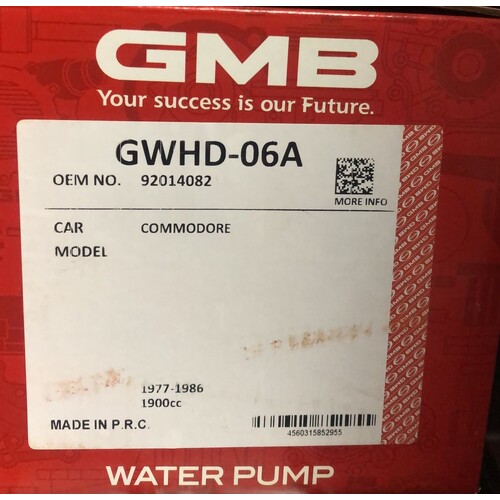 GMB
Your success is our Future.
GWHD-06A
OEM NO. 92014082
MORE INFO
CAR COMMODORE
MODEL
1977-1986
1900cc
MADE IN P.R.C.
4560315852955
WATER PUMP